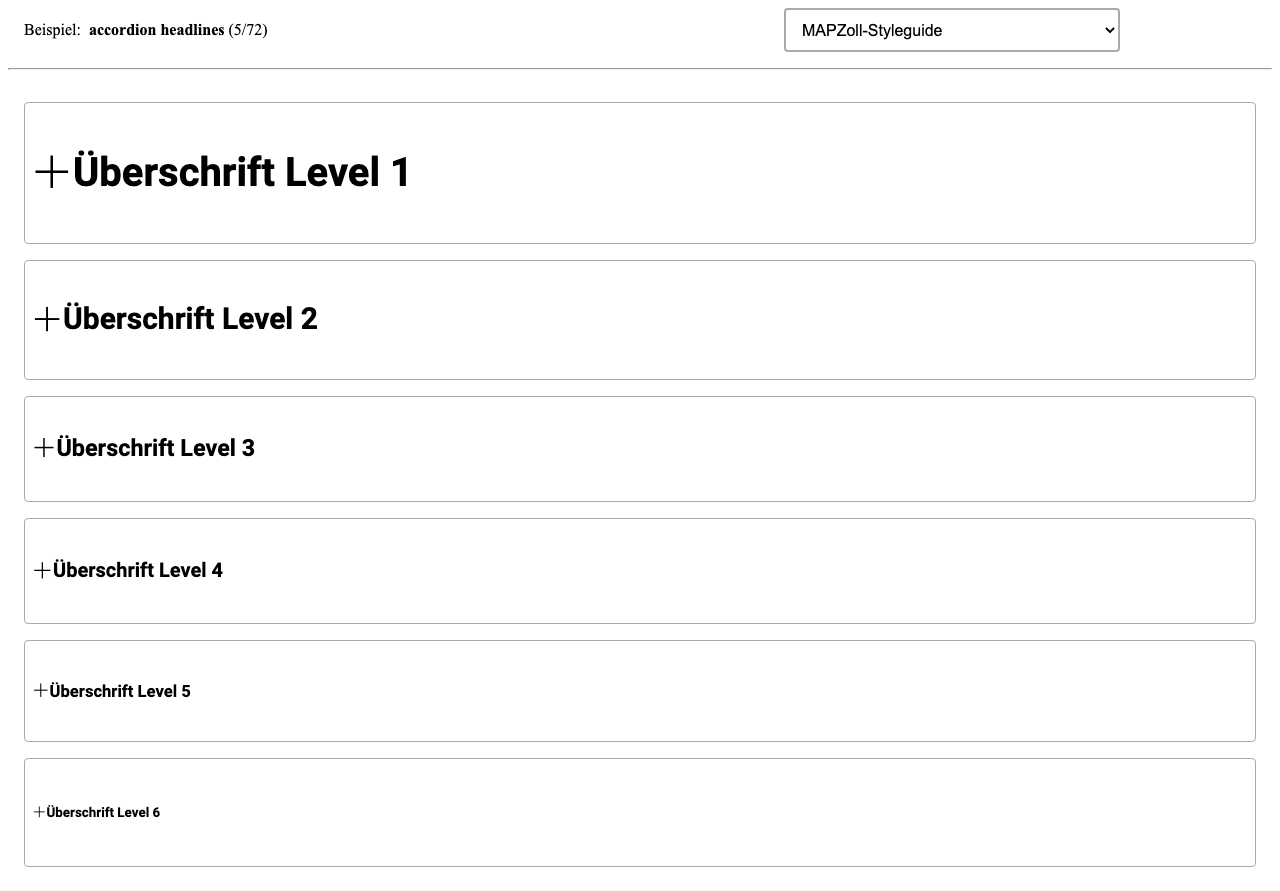 Beispiel: accordion headlines (5/72)
MAPZoll-Styleguide
Überschrift Level 1
Überschrift Level 2
Überschrift Level 3
Überschrift Level 4
Überschrift Level 5
Überschrift Level 6